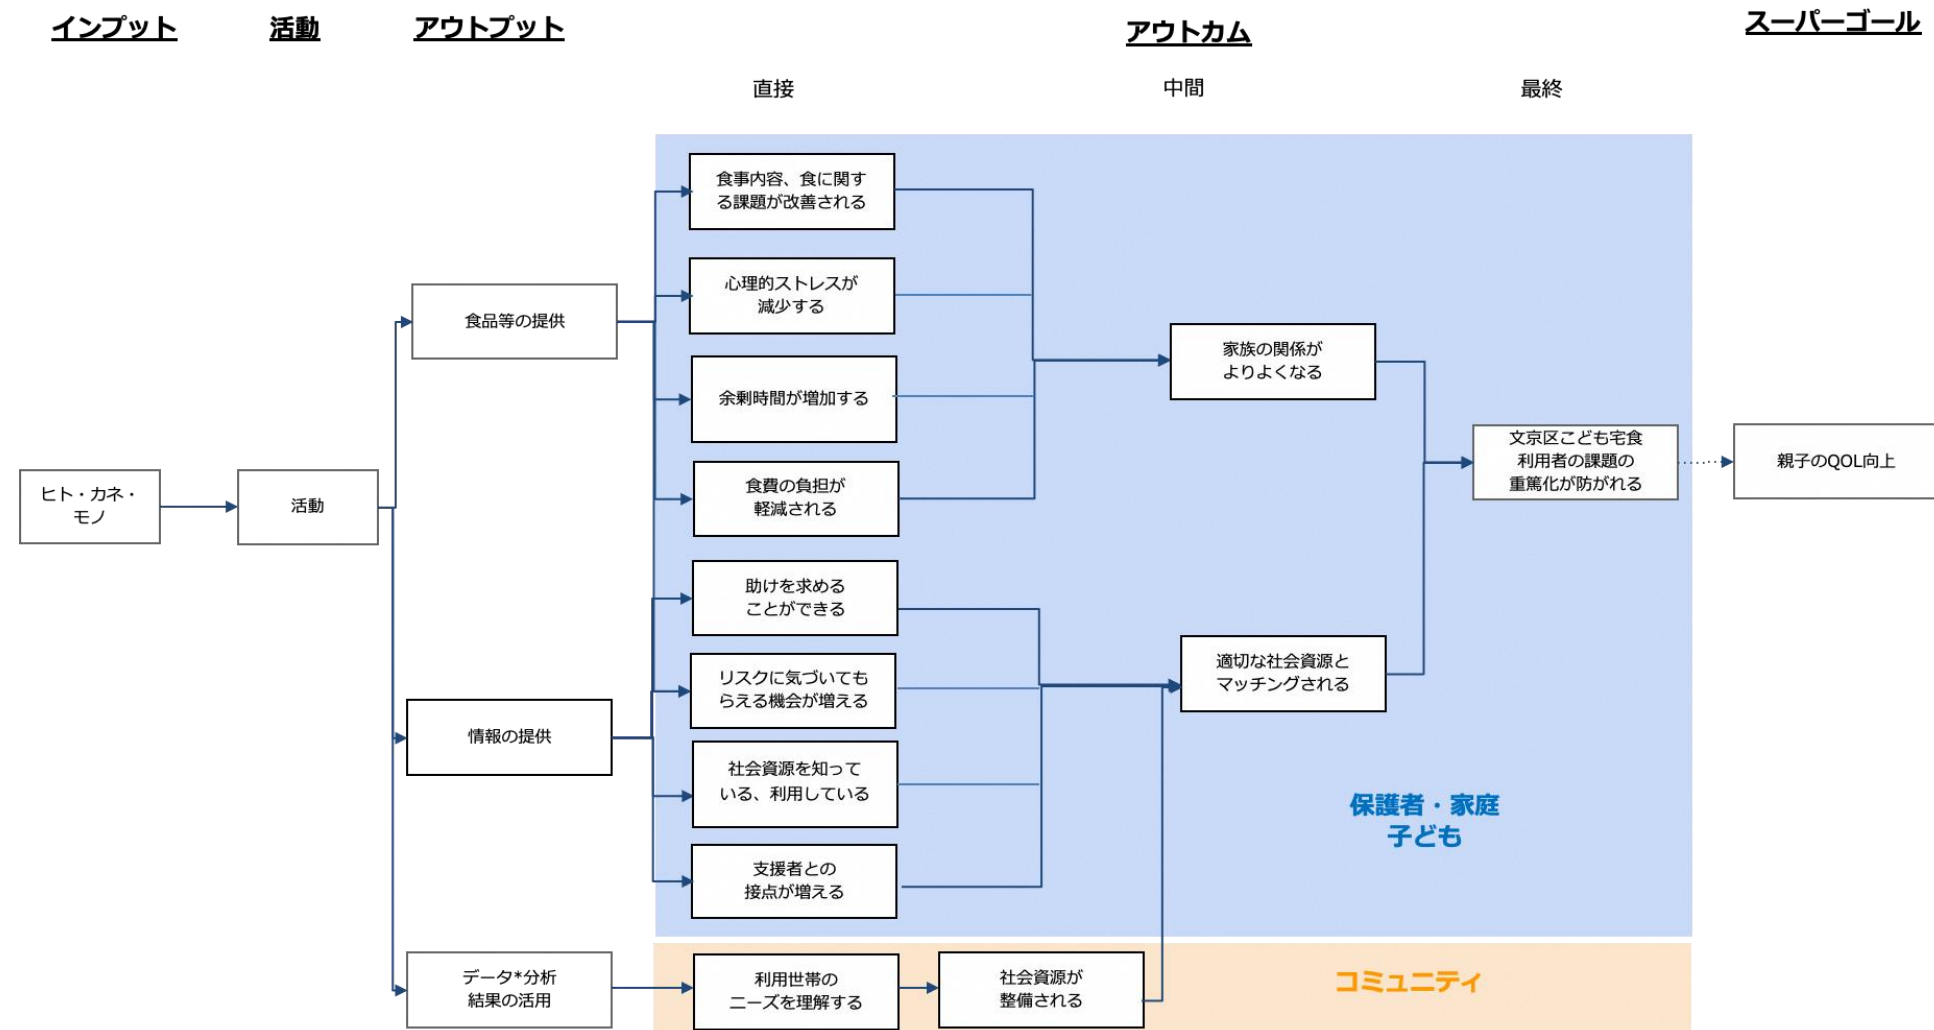 インプット
活動
アウトプット
アウトカム
スーパーゴール
直接
中間
最終
食事内容、食に関す
る課題が改善される
心理的ストレスが
減少する
食品等の提供
余剰時間が増加する
家族の関係が
よりよくなる
食費の負担が
軽減される
文京区こども宅食
利用者の課題の
重篤化が防がれる
親子のQOL向上
ヒト・カネ・
モノ
活動
助けを求める
ことができる
リスクに気づいても
らえる機会が増える
適切な社会資源と
マッチングされる
情報の提供
社会資源を知って
いる、利用している
保護者・家庭
子ども
支援者との
接点が増える
データ*分析
結果の活用
利用世帯の
ニーズを理解する
社会資源が
整備される
コミュニティ